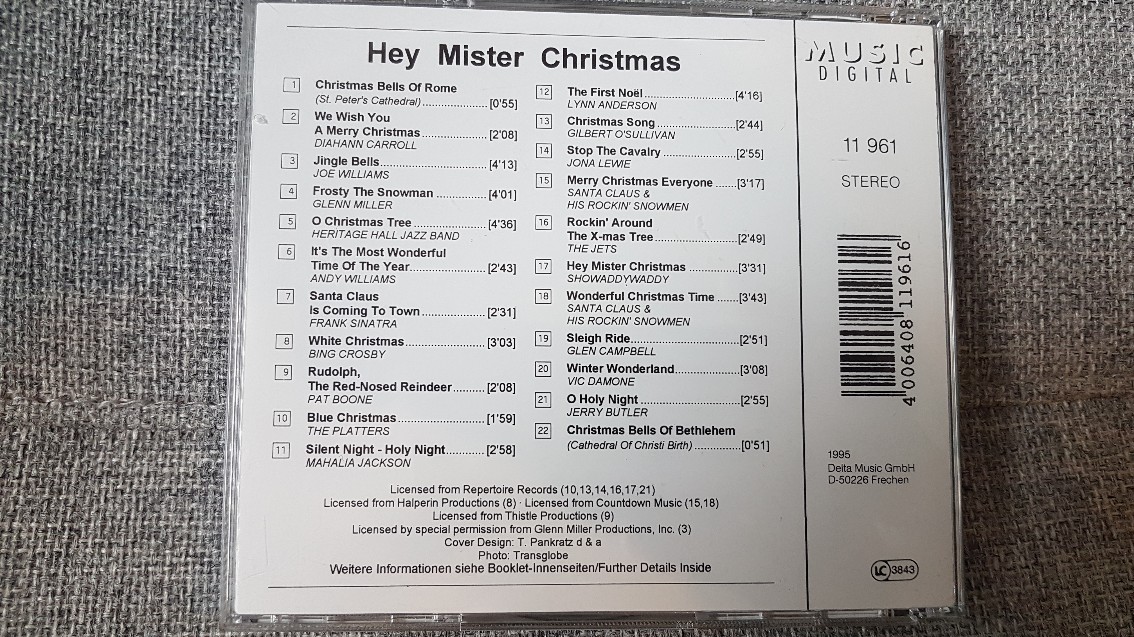 Hey Mister Christmas
1 Christmas Bells Of Rome
(St. Peter's Cathedral)......................[0'55]
2 We Wish You
A Merry Christmas......................[2'08]
DIAHANN CARROLL
3 Jingle Bells......................[4'13]
JOE WILLIAMS
4 Frosty The Snowman ................[4'01]
GLENN MILLER
5 O Christmas Tree......................[4'36]
HERITAGE HALL JAZZ BAND
6 It's The Most Wonderful
Time Of The Year......................[2'43]
ANDY WILLIAMS
7 Santa Claus
Is Coming To Town......................[2'31]
FRANK SINATRA
8 White Christmas......................[3'03]
BING CROSBY
9 Rudolph,
The Red-Nosed Reindeer..........[2'08]
PAT BOONE
10 Blue Christmas......................[1'59]
THE PLATTERS
11 Silent Night - Holy Night............[2'58]
MAHALIA JACKSON
12 The First Noël......................[4'16]
LYNN ANDERSON
13 Christmas Song......................[2'44]
GILBERT O'SULLIVAN
14 Stop The Cavalry ......................[2'55]
JONA LEWIE
15 Merry Christmas Everyone ......[3'17]
SANTA CLAUS &
HIS ROCKIN' SNOWMEN
16 Rockin' Around
The X-mas Tree......................[2'49]
THE JETS
17 Hey Mister Christmas ...............[3'31]
SHOWADDYWADDY
18 Wonderful Christmas Time ......[3'43]
SANTA CLAUS &
HIS ROCKIN' SNOWMEN
19 Sleigh Ride......................[2'51]
GLEN CAMPBELL
20 Winter Wonderland..................[3'08]
VIC DAMONE
21 O Holy Night......................[2'55]
JERRY BUTLER
22 Christmas Bells Of Bethlehem
(Cathedral Of Christi Birth)..............[0'51]
Licensed from Repertoire Records (10,13,14,16,17,21)
Licensed from Halperin Productions (8) · Licensed from Countdown Music (15,18)
Licensed from Thistle Productions (9)
Licensed by special permission from Glenn Miller Productions, Inc. (3)
Cover Design: T. Pankratz d & a
Photo: Transglobe
Weitere Informationen siehe Booklet-Innenseiten/Further Details Inside
MUSIC
DIGITAL
11 961
STEREO
4 006408 119616
1995
Delta Music GmbH
D-50226 Frechen
LC 3843